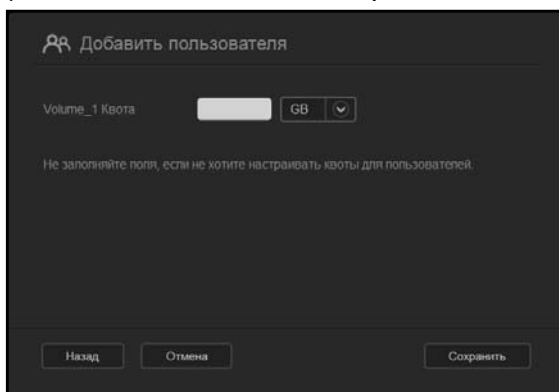 Добавить пользователя
Volume_1 Квота GB
Не заполняйте поля, если не хотите настраивать квоты для пользователей.
Назад Отмена Сохранить